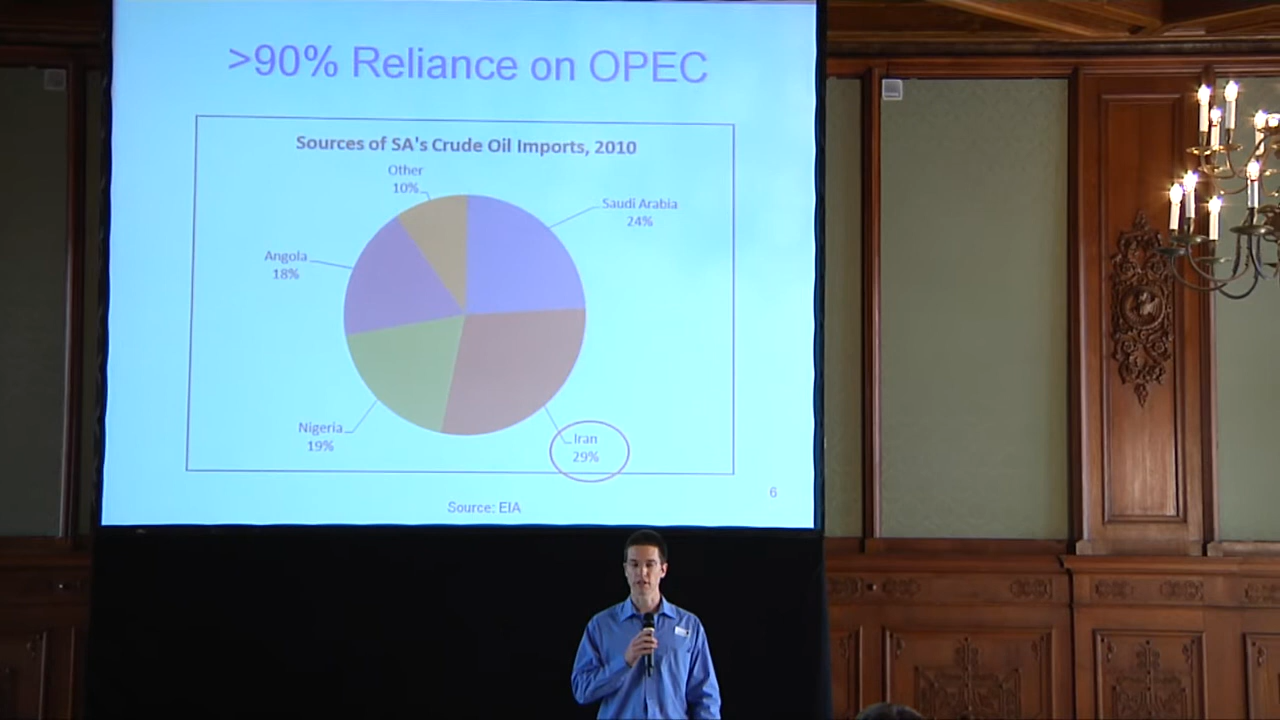 >90% Reliance on OPEC
Sources of SA's Crude Oil Imports, 2010
Other
10%
Saudi Arabia
24%
Angola
18%
Nigeria
19%
Iran
29%
Source: EIA
6